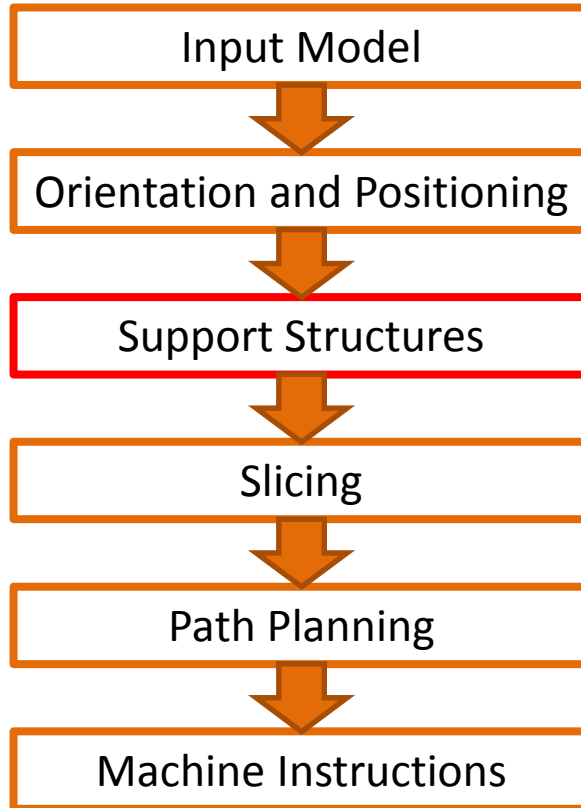 Input Model
Orientation and Positioning
Support Structures
Slicing
Path Planning
Machine Instructions